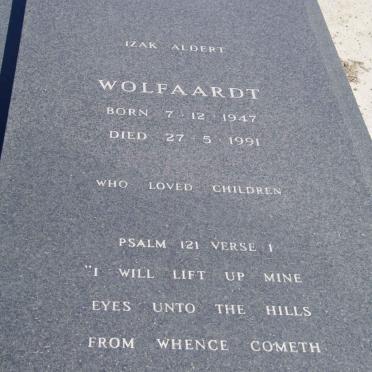 IZAK ALDERT
WOLFAARDT
BORN 7 · 12 · 1947
DIED 27 · 5 · 1991
WHO LOVED CHILDREN
PSALM 121 VERSE 1
"I WILL LIFT UP MINE
EYES UNTO THE HILLS
FROM WHENCE COMETH